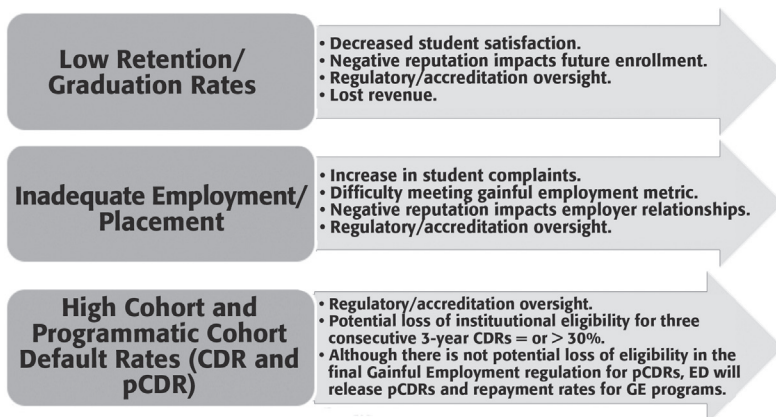 Low Retention/
Graduation Rates
• Decreased student satisfaction.
• Negative reputation impacts future enrollment.
• Regulatory/accreditation oversight.
• Lost revenue.
Inadequate Employment/
Placement
• Increase in student complaints.
• Difficulty meeting gainful employment metric.
• Negative reputation impacts employer relationships.
• Regulatory/accreditation oversight.
High Cohort and
Programmatic Cohort
Default Rates (CDR and
pCDR)
• Regulatory/accreditation oversight.
• Potential loss of instituutional eligibility for three
consecutive 3-year CDRs = or > 30%.
• Although there is not potential loss of eligibility in the
final Gainful Employment regulation for pCDRs, ED will
release pCDRs and repayment rates for GE programs.